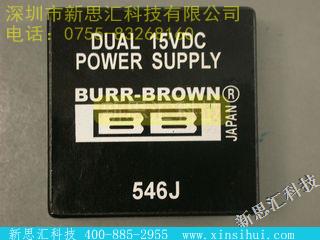 深圳市新思汇科技有限公司
电话：0755-83268160
DUAL 15VDC
POWER SUPPLY
BURR-BROWN®
BB
JAPAN
546J
新思汇科技
新思汇科技 400-885-2955 www.xinsihui.com